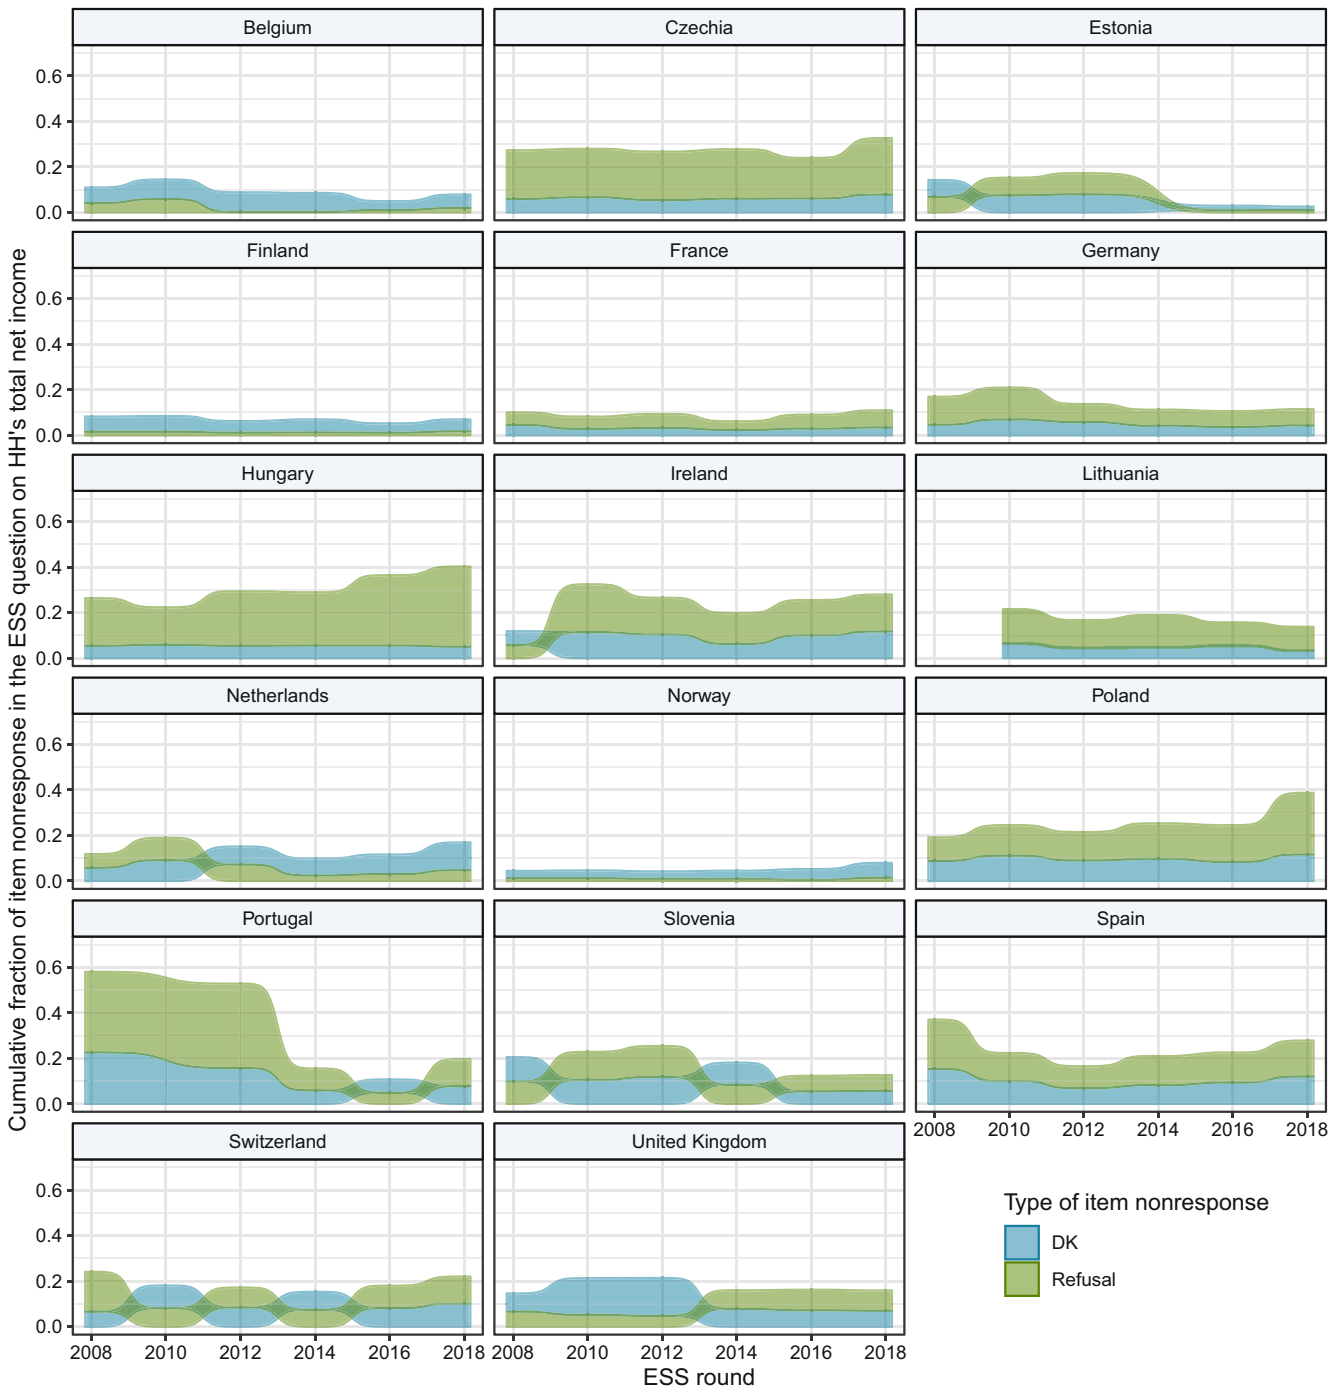 Cumulative fraction of item nonresponse in the ESS question on HH's total net income
Belgium
Czechia
Estonia
0.6
0.4
0.2
0.0
Finland
France
Germany
0.6
0.4
0.2
0.0
Hungary
Ireland
Lithuania
0.6
0.4
0.2
0.0
Netherlands
Norway
Poland
0.6
0.4
0.2
0.0
Portugal
Slovenia
Spain
0.6
0.4
0.2
0.0
2008 2010 2012 2014 2016 2018
Switzerland
United Kingdom
0.6
0.4
0.2
0.0
2008 2010 2012 2014 2016 2018
2008 2010 2012 2014 2016 2018
ESS round
Type of item nonresponse
DK
Refusal